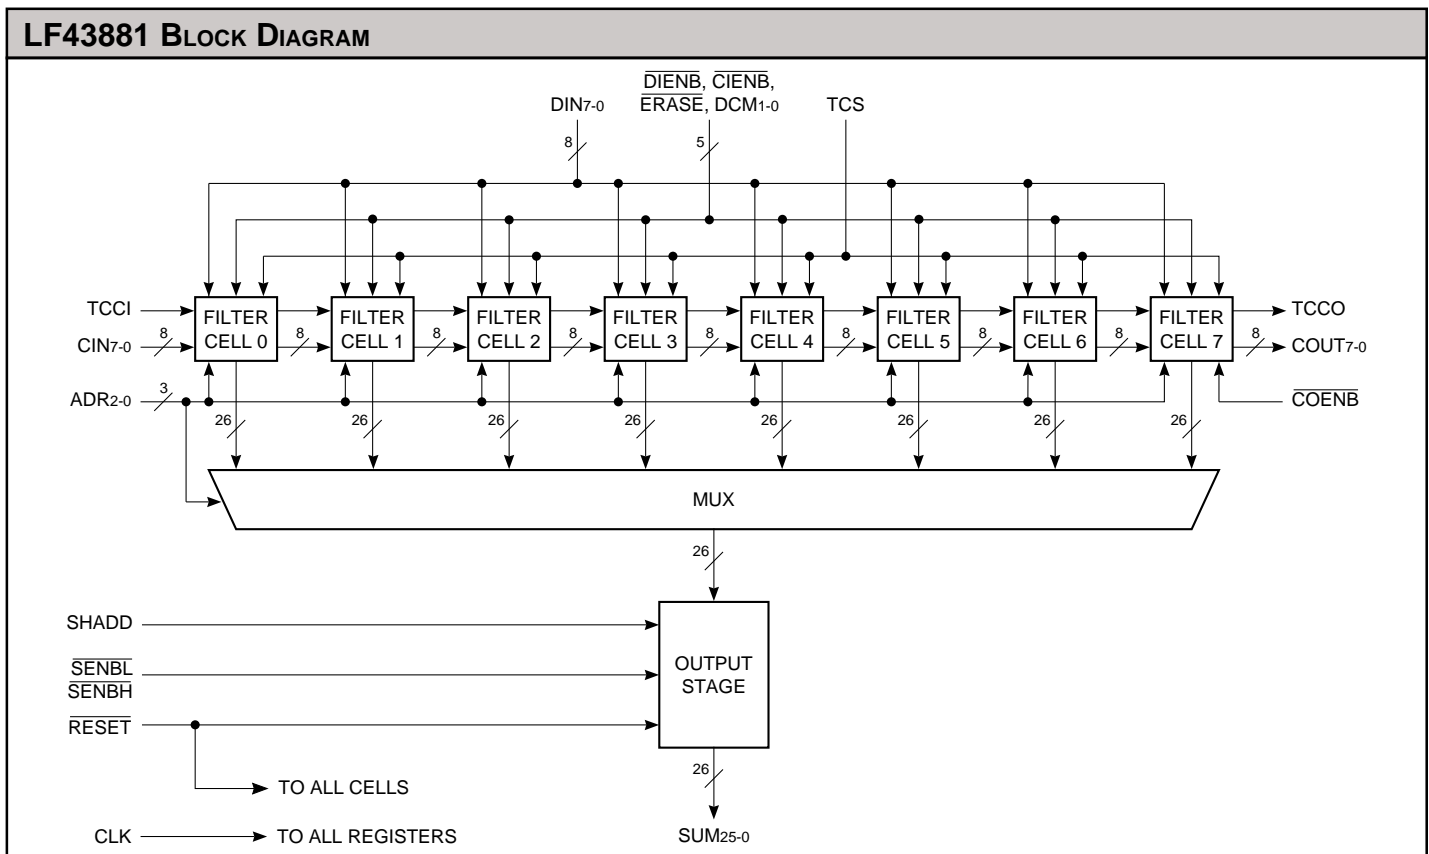 LF43881 BLOCK DIAGRAM
DIENB, CIENB,
DIN7-0 ERASE, DCM1-0 TCS
8 5
TCCI FILTER CELL 0 FILTER CELL 1 FILTER CELL 2 FILTER CELL 3 FILTER CELL 4 FILTER CELL 5 FILTER CELL 6 FILTER CELL 7 TCCO
CIN7-0 8 8 8 8 8 8 8 8 8 COUT7-0
ADR2-0 3 COENB
26 26 26 26 26 26 26 26
MUX
26
SHADD
OUTPUT
STAGE
SENBL
SENBH
RESET
26
TO ALL CELLS
CLK TO ALL REGISTERS SUM25-0